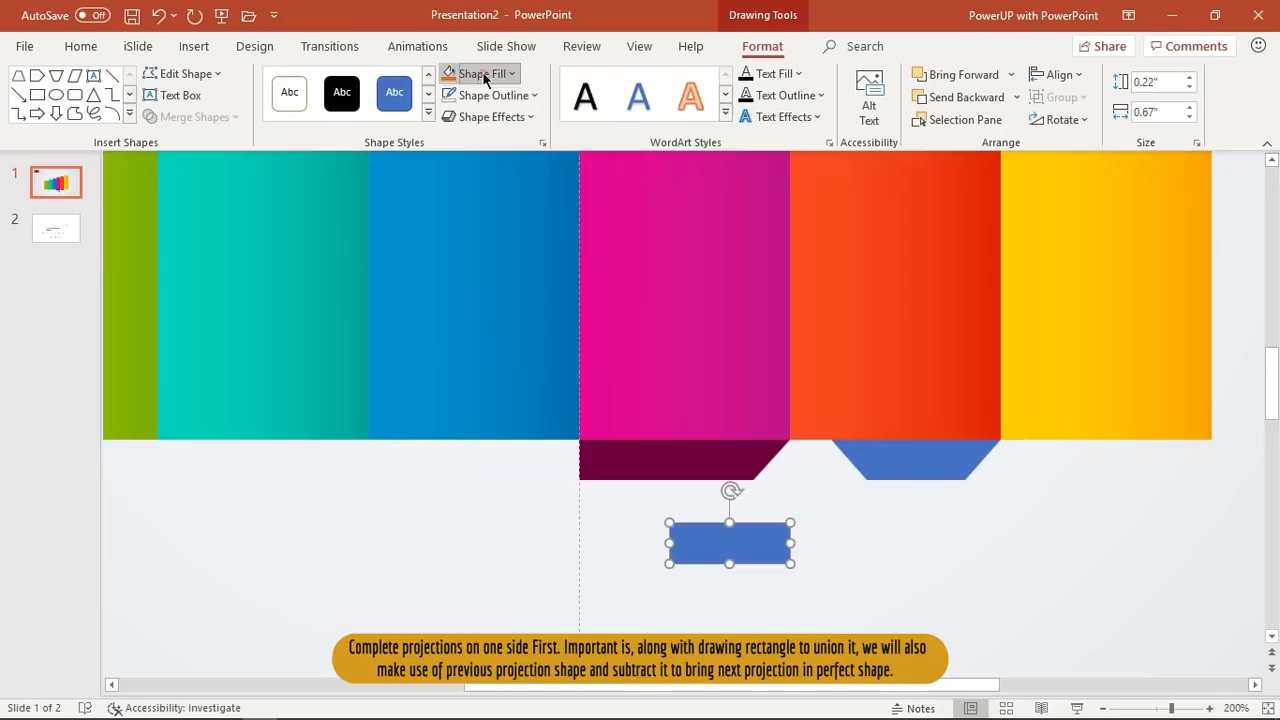 AutoSave Off
Presentation2 - PowerPoint
Drawing Tools
PowerUP with PowerPoint
File Home iSlide Insert Design Transitions Animations Slide Show Review View Help Format Search
Share Comments
Edit Shape
Text Box
Merge Shapes
Insert Shapes
Abc Abc Abc
Shape Fill
Shape Outline
Shape Effects
Shape Styles
A A A
Text Fill
Text Outline
Text Effects
WordArt Styles
Alt
Text
Accessibility
Bring Forward
Send Backward
Selection Pane
Align
Group
Rotate
Arrange
0.22"
0.67"
Size
1
2
Complete projections on one side First. Important is, along with drawing rectangle to union it, we will also
make use of previous projection shape and subtract it to bring next projection in perfect shape.
Slide 1 of 2 Accessibility: Investigate Notes 200%